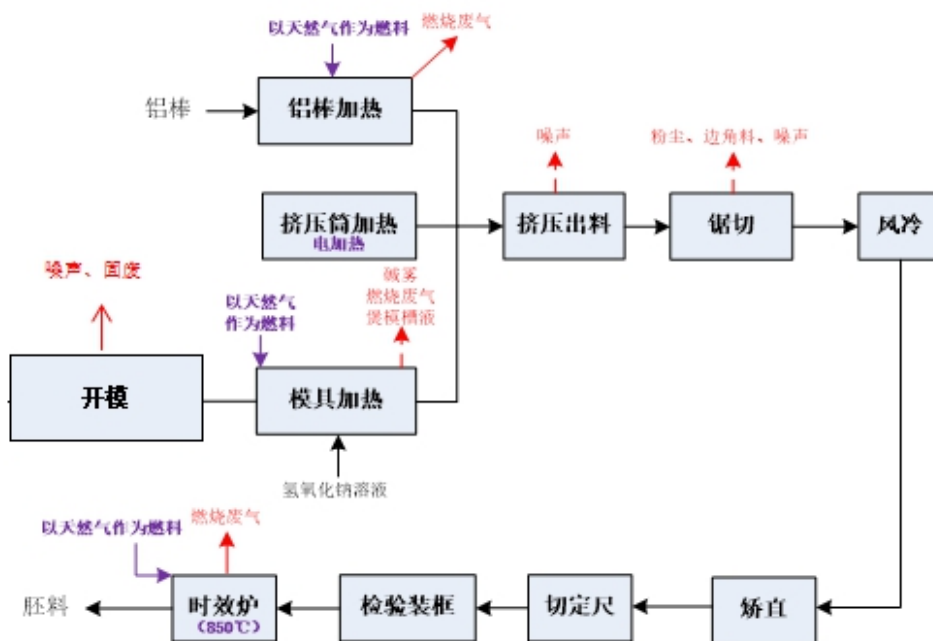 以天然气作为燃料
燃烧废气
铝棒
铝棒加热
噪声
粉尘、边角料、噪声
挤压筒加热
电加热
挤压出料
锯切
风冷
噪声、固废
以天然气
作为燃料
碱雾
燃烧废气
煲模槽液
开模
模具加热
氢氧化钠溶液
以天然气作为燃料
燃烧废气
胚料
时效炉
（850℃）
检验装框
切定尺
矫直